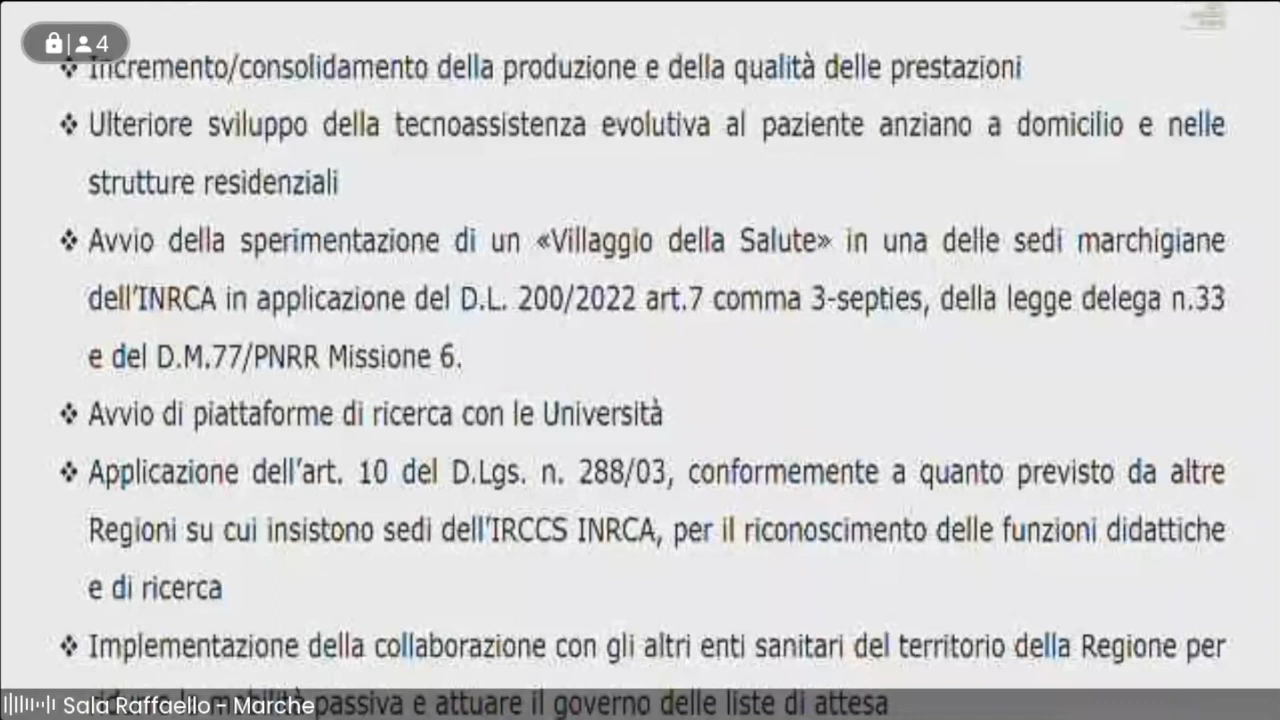 4
Incremento/consolidamento della produzione e della qualità delle prestazioni
Ulteriore sviluppo della tecnoassistenza evolutiva al paziente anziano a domicilio e nelle
strutture residenziali
Avvio della sperimentazione di un «Villaggio della Salute» in una delle sedi marchigiane
dell'INRCA in applicazione del D.L. 200/2022 art.7 comma 3-septies, della legge delega n.33
e del D.M.77/PNRR Missione 6.
Avvio di piattaforme di ricerca con le Università
Applicazione dell'art. 10 del D.Lgs. n. 288/03, conformemente a quanto previsto da altre
Regioni su cui insistono sedi dell'IRCCS INRCA, per il riconoscimento delle funzioni didattiche
e di ricerca
Implementazione della collaborazione con gli altri enti sanitari del territorio della Regione per
passiva e attuare il governo delle liste di attesa
Sala Raffaello - Marche